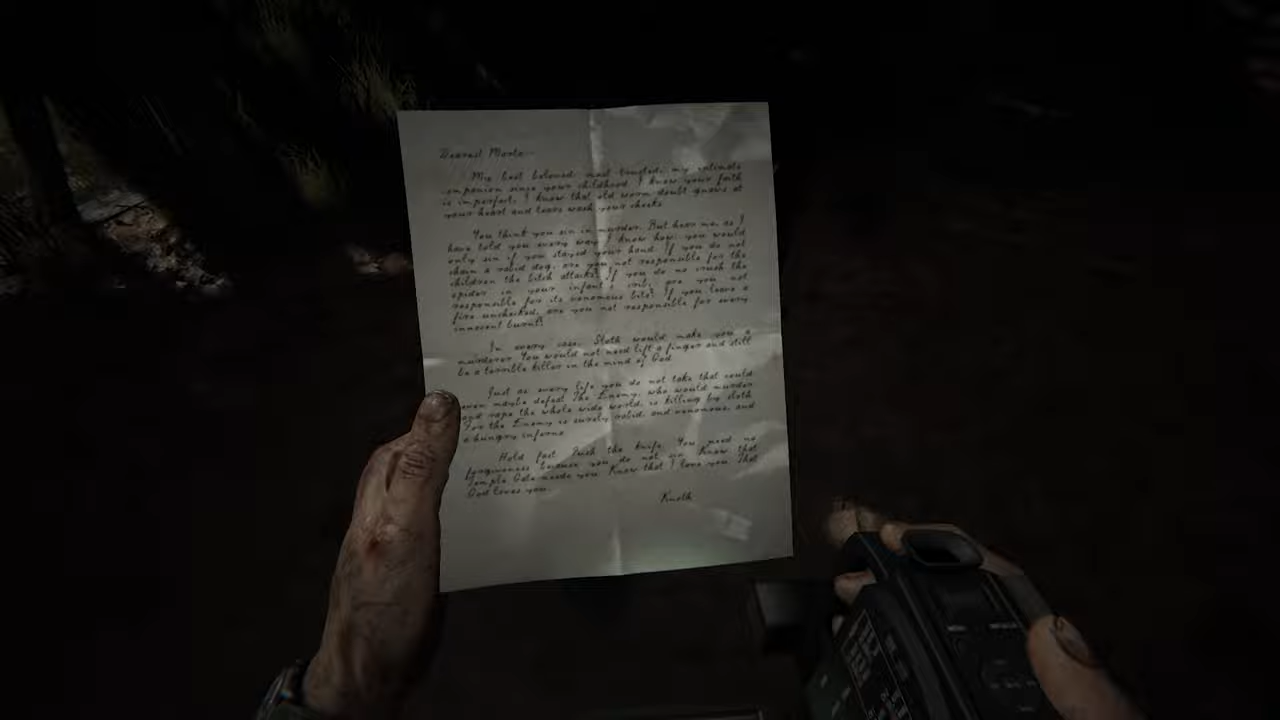 Dearest Marta--
My best beloved, most trusted, my intimate
companion since your childhood. I know your faith
is imperfect. I know that old worm doubt gnaws at
your heart and tears wash your cheeks.
You think you sin in murder. But hear me, as I
have told you every way I know how: you would
only sin if you stayed your hand. If you do not
chain a rabid dog, are you not responsible for the
children the bitch attacks? If you do no crush the
spider in your infant's crib, are you not
responsible for its venomous bite? If you leave a
fire unchecked, are you not responsible for every
innocent burnt?
In every case, Sloth would make you a
murderer. You would not need lift a finger and still
be a terrible killer in the mind of God.
Just as every life you do not take that could
even maybe defeat The Enemy, who would murder
and rape the whole wide world, is killing by sloth.
For the Enemy is surely rabid, and venomous, and
a hungry inferno.
Hold fast. Push the knife. You need no
forgiveness because you do not sin. Know that
Temple Gate needs you. Know that I love you. That
God loves you.
Knoth